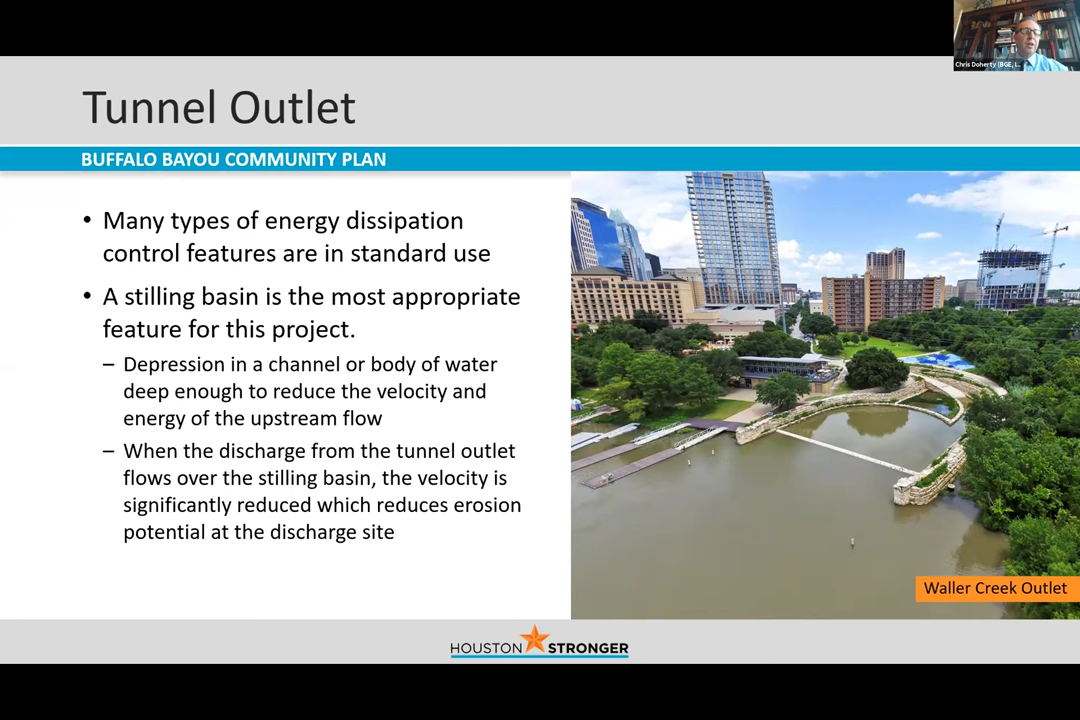 Chris Doherty (BGE, I...
Tunnel Outlet
BUFFALO BAYOU COMMUNITY PLAN
• Many types of energy dissipation
control features are in standard use
• A stilling basin is the most appropriate
feature for this project.
– Depression in a channel or body of water
deep enough to reduce the velocity and
energy of the upstream flow
– When the discharge from the tunnel outlet
flows over the stilling basin, the velocity is
significantly reduced which reduces erosion
potential at the discharge site
Waller Creek Outlet
HOUSTON STRONGER